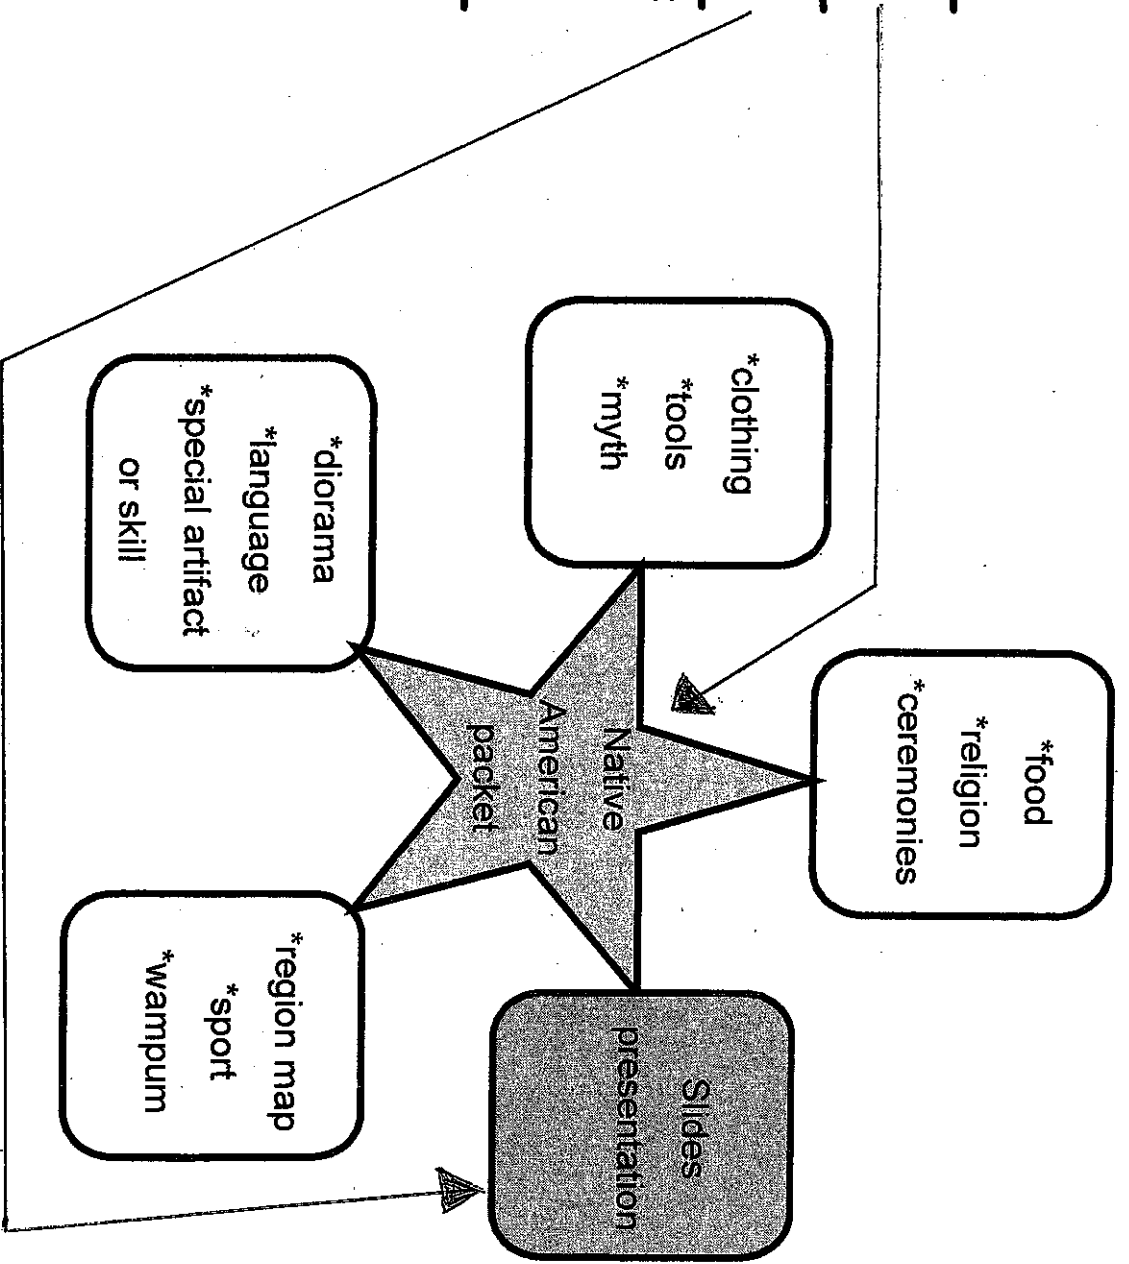 *food
*religion
*ceremonies
*clothing
*tools
*myth
Slides
presentation
Native
American
packet
*diorama
*language
*special artifact
or skill
*region map
*sport
*wampum